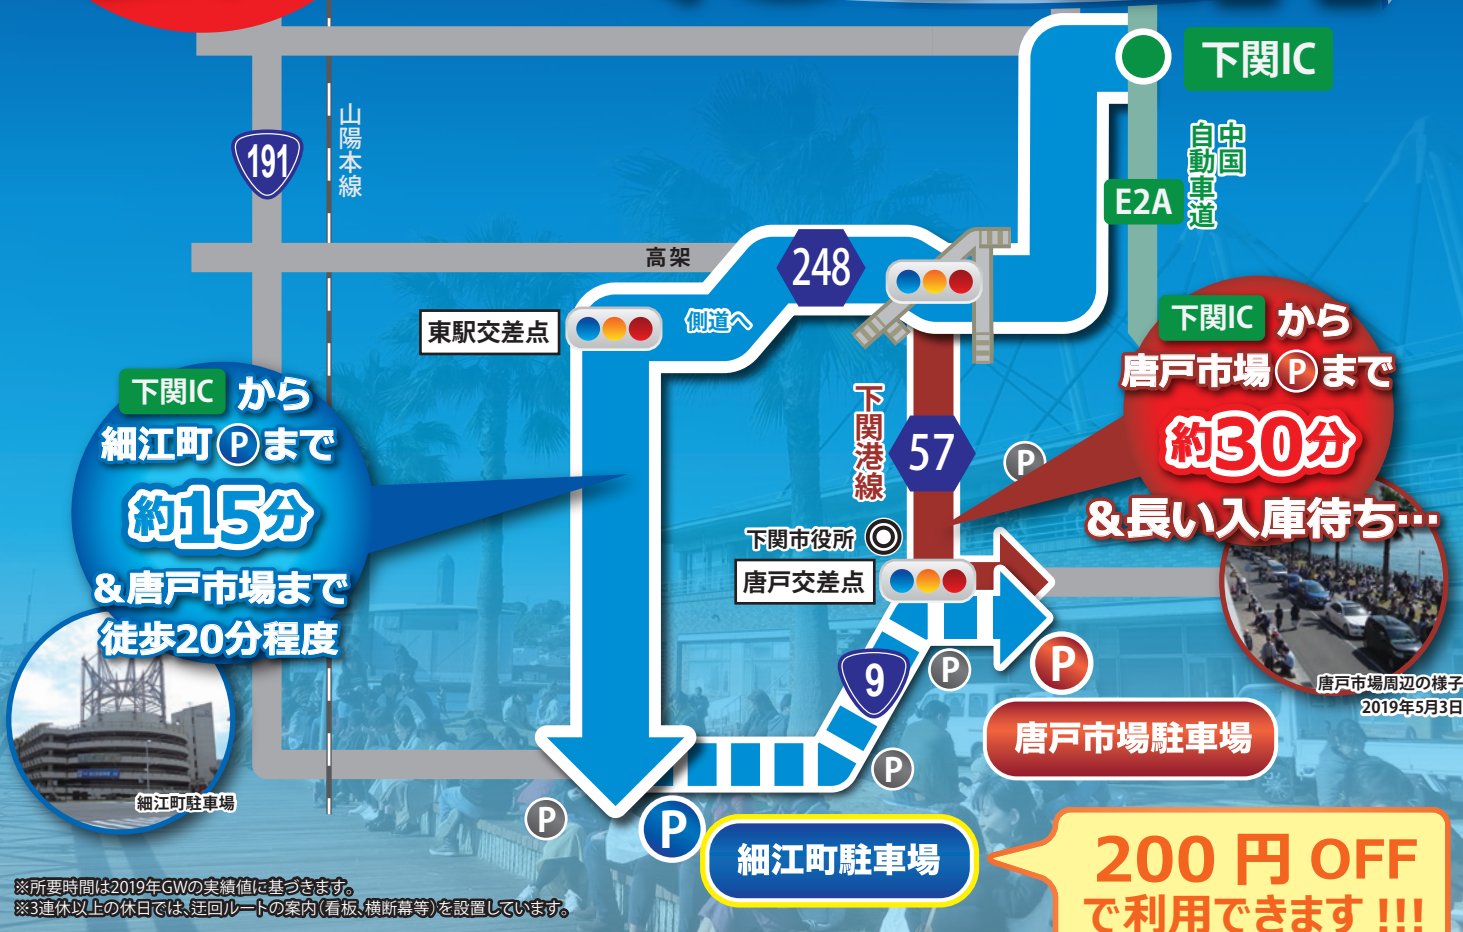 下関IC
中国
自動車道
E2A
191
山陽本線
高架
248
東駅交差点
側道へ
下関ICから
唐戸市場Pまで
約30分
&長い入庫待ち…
下関ICから
細江町Pまで
約15分
&唐戸市場まで
徒歩20分程度
下関港線
57
P
下関市役所
唐戸交差点
9
P
P
唐戸市場周辺の様子
2019年5月3日
唐戸市場駐車場
P
細江町駐車場
P
P
細江町駐車場
200円OFF
で利用できます!!!
※所要時間は2019年GWの実績値に基づきます。
※3連休以上の休日では、迂回ルートの案内(看板、横断幕等)を設置しています。